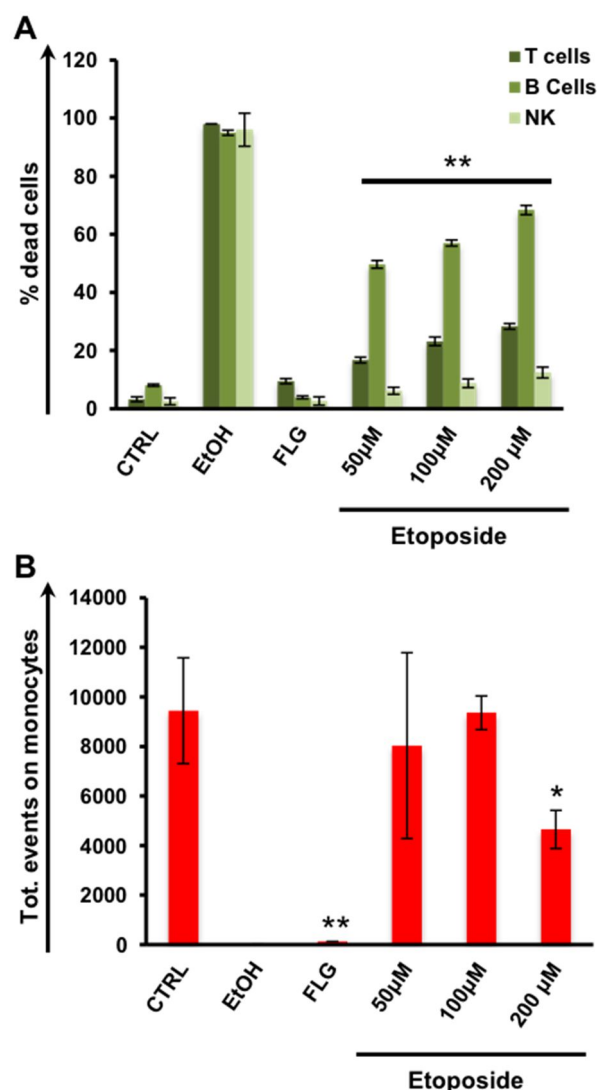 A
% dead cells
120
100
80
60
40
20
0
T cells
B Cells
NK
**
CTRL
EtOH
FLG
50µM
100µM
200 µM
Etoposide
B
Tot. events on monocytes
14000
12000
10000
8000
6000
4000
2000
0
**
*
CTRL
EtOH
FLG
50µM
100µM
200 µM
Etoposide